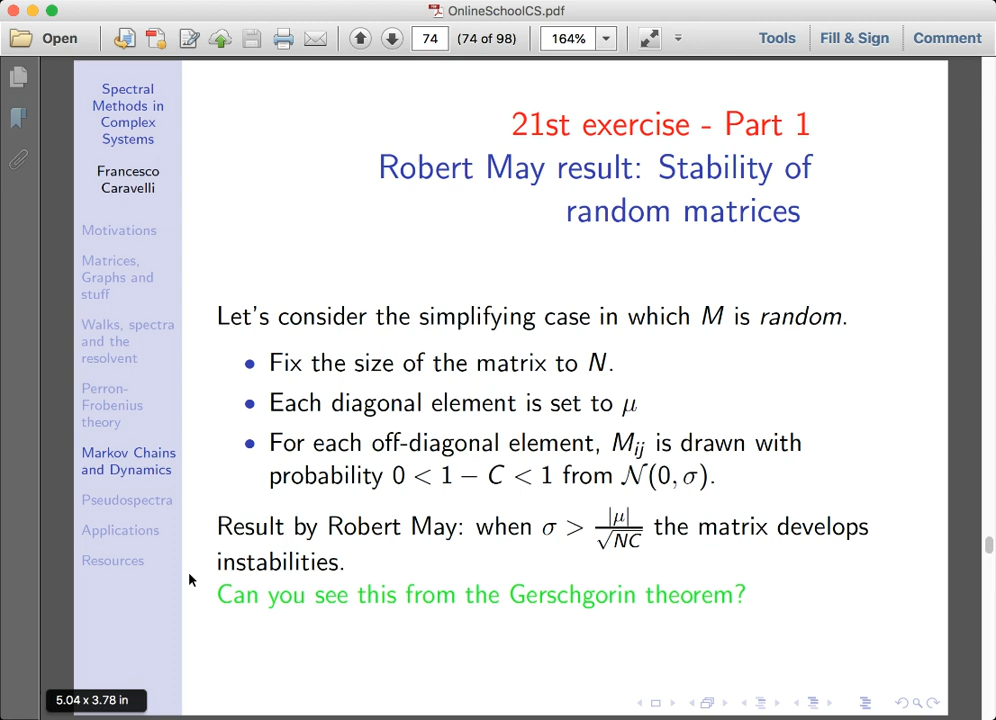 OnlineSchoolCS.pdf
Open
74
(74 of 98)
164%
Tools
Fill & Sign
Comment
Spectral
Methods in
Complex
Systems
Francesco
Caravelli
Motivations
Matrices,
Graphs and
stuff
Walks, spectra
and the
resolvent
Perron-
Frobenius
theory
Markov Chains
and Dynamics
Pseudospectra
Applications
Resources
21st exercise - Part 1
Robert May result: Stability of
random matrices
Let's consider the simplifying case in which M is random.
• Fix the size of the matrix to N.
• Each diagonal element is set to μ
• For each off-diagonal element, M_ij is drawn with
probability 0 < 1 − C < 1 from 𝒩(0, σ).
Result by Robert May: when σ > |μ|/√NC the matrix develops
instabilities.
Can you see this from the Gerschgorin theorem?
5.04 x 3.78 in